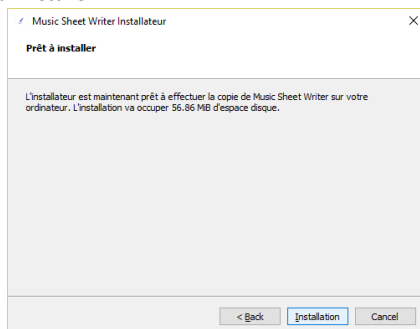 Music Sheet Writer Installateur
Prêt à installer
L'installateur est maintenant prêt à effectuer la copie de Music Sheet Writer sur votre
ordinateur. L'installation va occuper 56.86 MiB d'espace disque.
< Back Installation Cancel